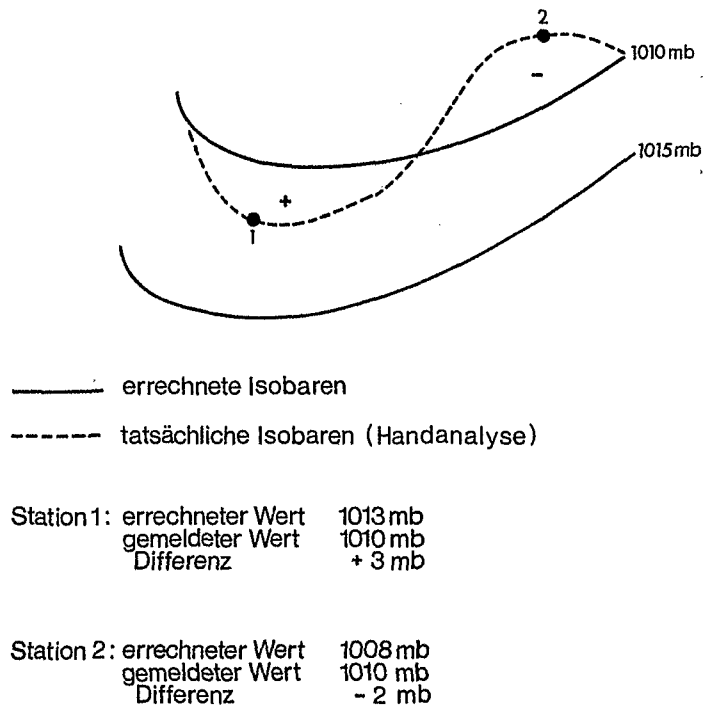 2
1010 mb
-
1015 mb
+
1
errechnete Isobaren
tatsächliche Isobaren (Handanalyse)
Station 1: errechneter Wert 1013 mb
gemeldeter Wert 1010 mb
Differenz + 3 mb
Station 2: errechneter Wert 1008 mb
gemeldeter Wert 1010 mb
Differenz - 2 mb